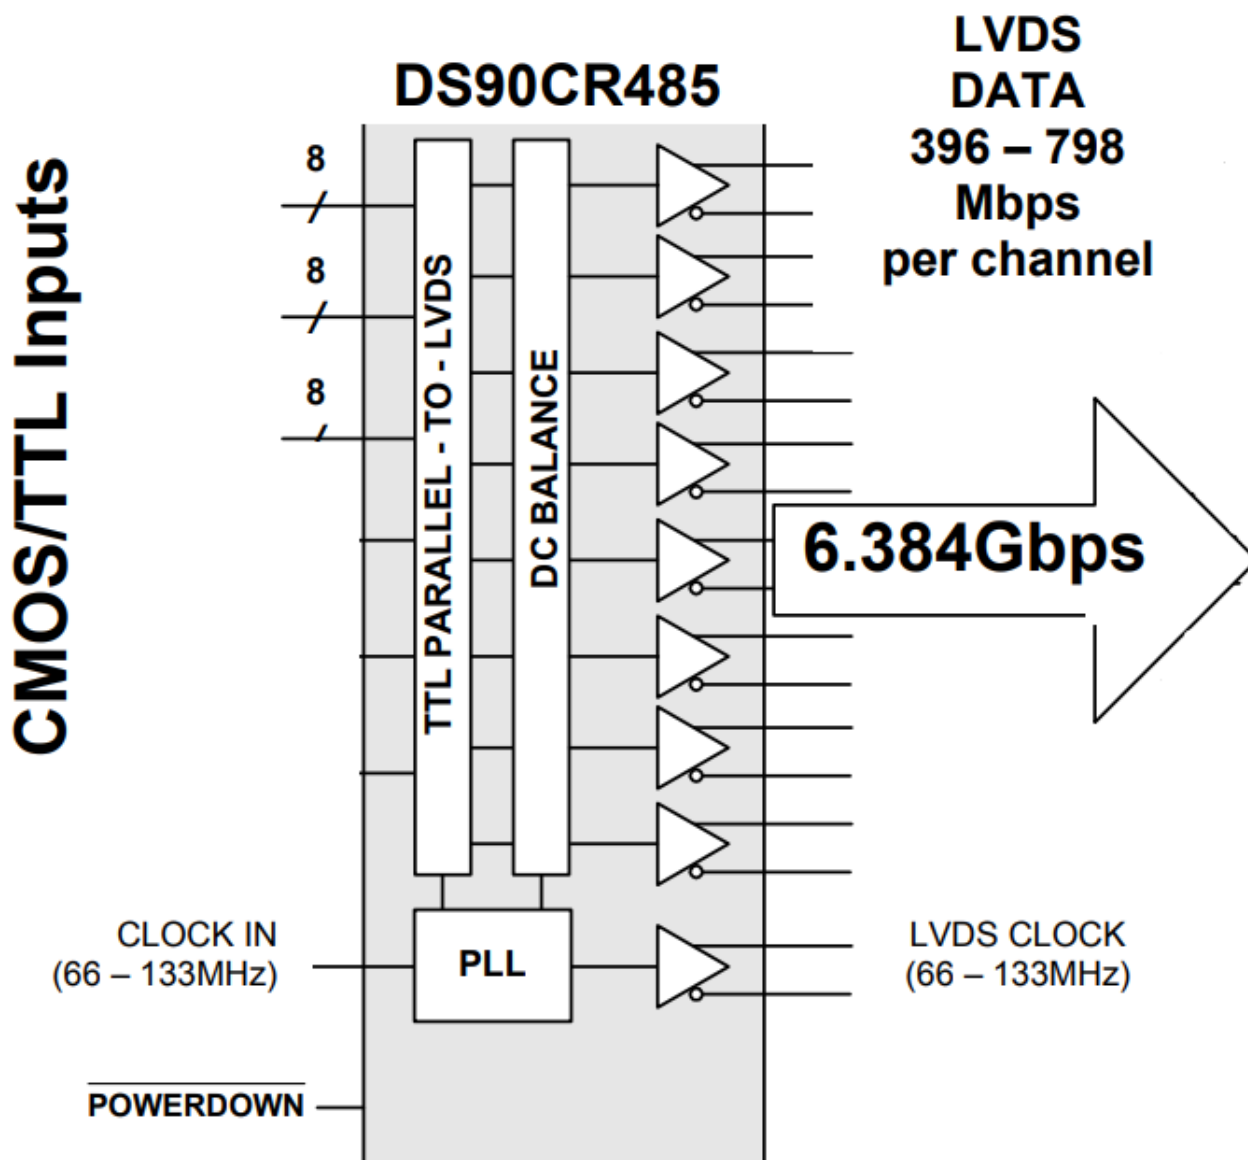 DS90CR485
LVDS
DATA
396 – 798
Mbps
per channel
CMOS/TTL Inputs
8
8
8
TTL PARALLEL - TO - LVDS
DC BALANCE
6.384Gbps
CLOCK IN
(66 – 133MHz)
PLL
LVDS CLOCK
(66 – 133MHz)
POWERDOWN